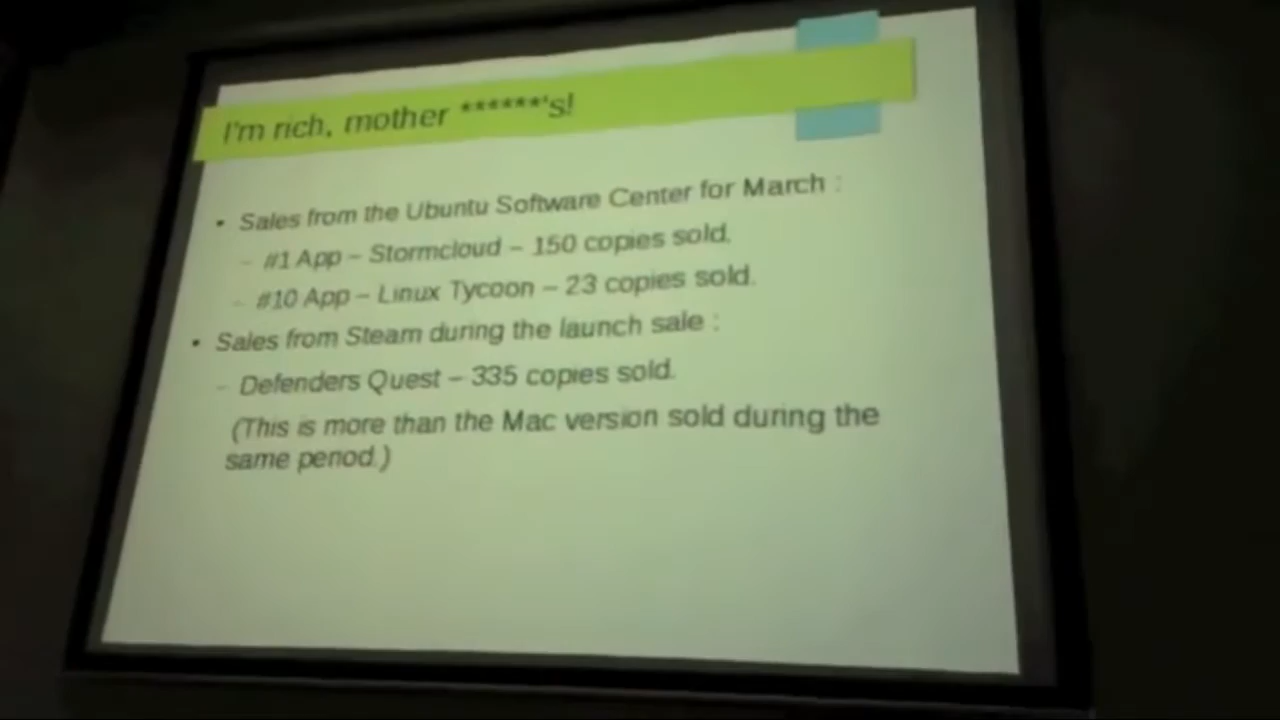 I'm rich, mother ******'s!
• Sales from the Ubuntu Software Center for March :
– #1 App – Stormcloud – 150 copies sold.
– #10 App – Linux Tycoon – 23 copies sold.
• Sales from Steam during the launch sale :
– Defenders Quest – 335 copies sold.
(This is more than the Mac version sold during the
same period.)